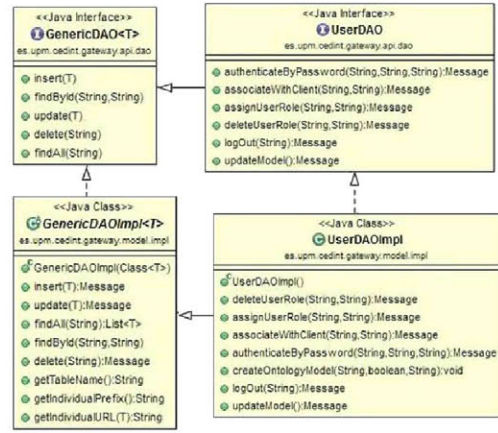 <<Java Interface>>
GenericDAO<T>
es.upm.cedint.gateway.api.dao
insert(T)
findById(String,String)
update(T)
delete(String)
findAll(String)
<<Java Interface>>
UserDAO
es.upm.cedint.gateway.api.dao
authenticateByPassword(String,String,String):Message
associateWithClient(String,String):Message
assignUserRole(String,String):Message
deleteUserRole(String,String):Message
logOut(String):Message
updateModel():Message
<<Java Class>>
GenericDAOImpl<T>
es.upm.cedint.gateway.model.impl
GenericDAOImpl(Class<T>)
insert(T):Message
update(T):Message
findAll(String):List<T>
findById(String,String)
delete(String):Message
getTableName():String
getIndividualPrefix():String
getIndividualURL(T):String
<<Java Class>>
UserDAOImpl
es.upm.cedint.gateway.model.impl
UserDAOImpl()
deleteUserRole(String,String):Message
assignUserRole(String,String):Message
associateWithClient(String,String):Message
authenticateByPassword(String,String,String):Message
createOntologyModel(String,boolean,String):void
logOut(String):Message
updateModel():Message